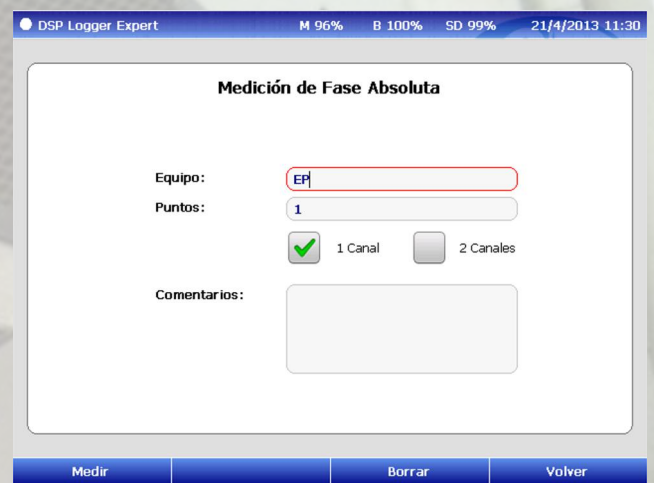 DSP Logger Expert M 96% B 100% SD 99% 21/4/2013 11:30
Medición de Fase Absoluta
Equipo: EP
Puntos: 1
1 Canal 2 Canales
Comentarios:
Medir Borrar Volver